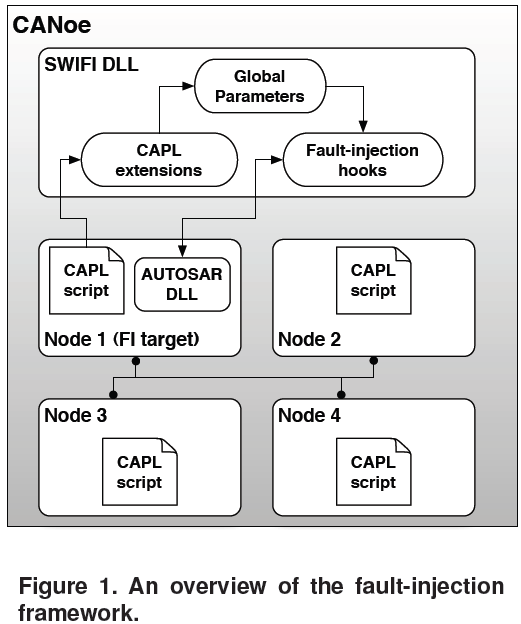 CANoe
SWIFI DLL
Global
Parameters
CAPL
extensions
Fault-injection
hooks
CAPL
script
AUTOSAR
DLL
Node 1 (FI target)
CAPL
script
Node 2
Node 3
CAPL
script
Node 4
CAPL
script
Figure 1. An overview of the fault-injection
framework.